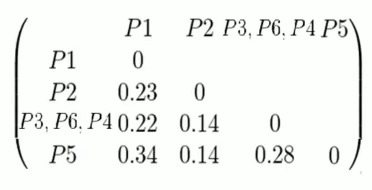 P1 P2 P3, P6, P4 P5
P1 0
P2 0.23 0
P3, P6, P4 0.22 0.14 0
P5 0.34 0.14 0.28 0